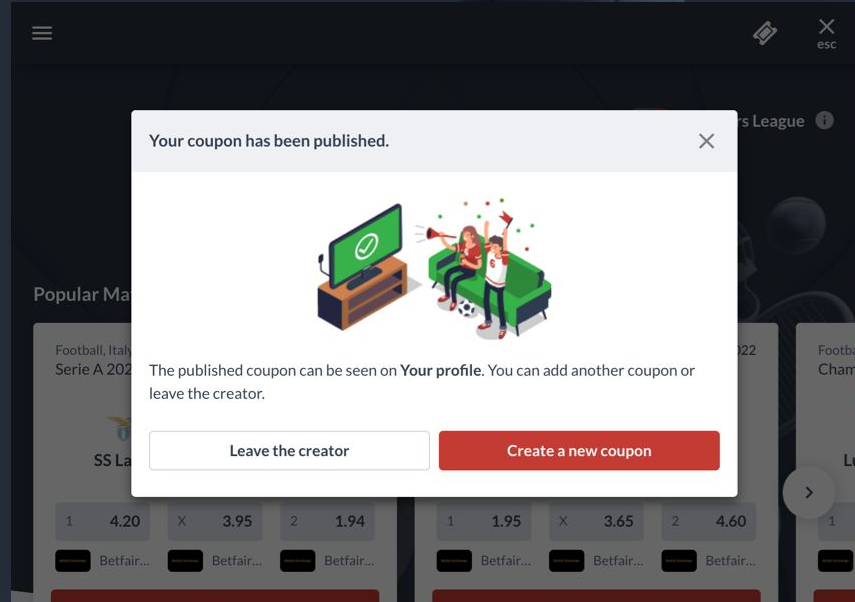 esc
rs League
Your coupon has been published.
Popular Ma
The published coupon can be seen on Your profile. You can add another coupon or
leave the creator.
Leave the creator
Create a new coupon
Football, Italy
Serie A 202
022
Footba
Cham
SS La
Lu
1 4.20 X 3.95 2 1.94
1 1.95 X 3.65 2 4.60
1
Betfair... Betfair... Betfair...
Betfair... Betfair... Betfair...